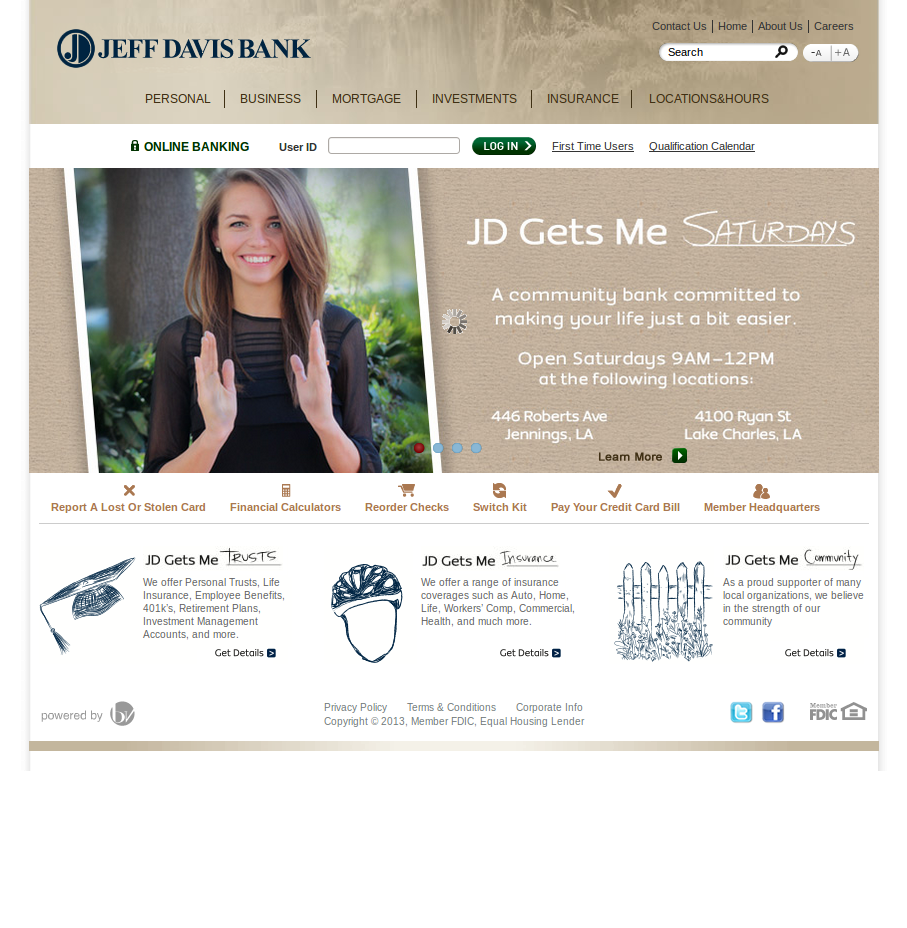 Contact Us | Home | About Us | Careers
JD JEFF DAVIS BANK
Search
-A +A
PERSONAL BUSINESS MORTGAGE INVESTMENTS INSURANCE LOCATIONS&HOURS
ONLINE BANKING User ID LOG IN First Time Users Qualification Calendar
JD Gets Me SATURDAYS
A community bank committed to
making your life just a bit easier.
Open Saturdays 9AM-12PM
at the following locations:
446 Roberts Ave 4100 Ryan St
Jennings, LA Lake Charles, LA
Learn More
Report A Lost Or Stolen Card Financial Calculators Reorder Checks Switch Kit Pay Your Credit Card Bill Member Headquarters
JD Gets Me TRUSTS
We offer Personal Trusts, Life
Insurance, Employee Benefits,
401k's, Retirement Plans,
Investment Management
Accounts, and more.
Get Details
JD Gets Me Insurance
We offer a range of insurance
coverages such as Auto, Home,
Life, Workers' Comp, Commercial,
Health, and much more.
Get Details
JD Gets Me Community
As a proud supporter of many
local organizations, we believe
in the strength of our
community
Get Details
powered by
Privacy Policy Terms & Conditions Corporate Info
Copyright © 2013, Member FDIC, Equal Housing Lender
t f Member
FDIC